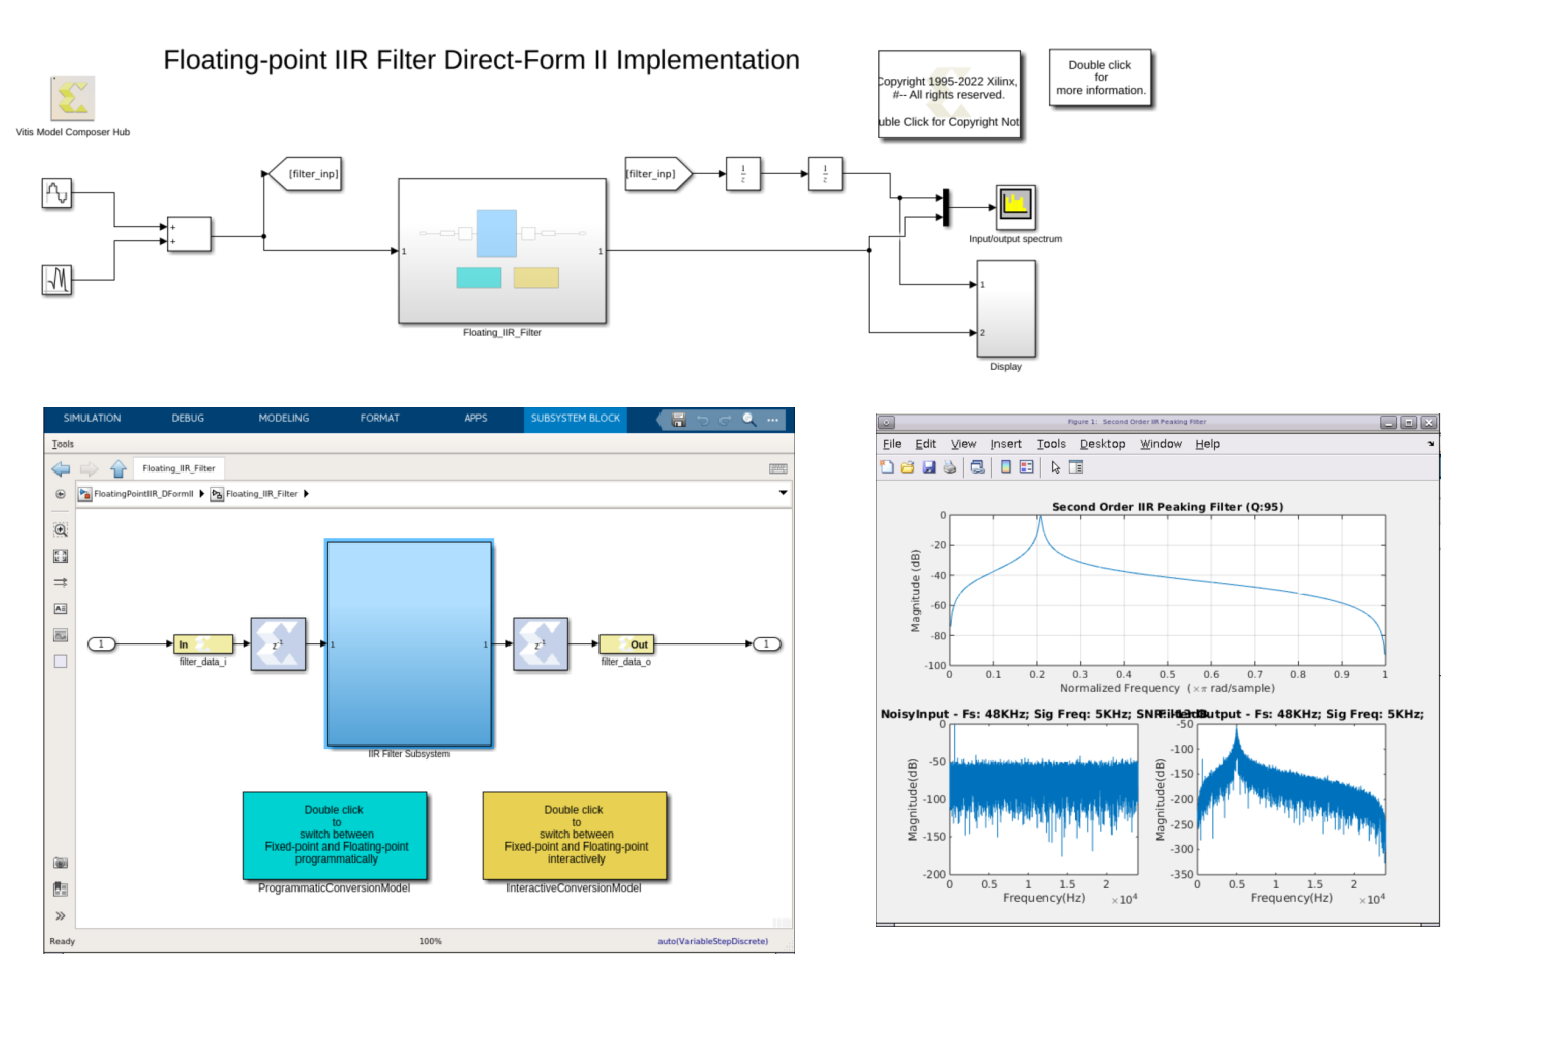 Floating-point IIR Filter Direct-Form II Implementation
Copyright 1995-2022 Xilinx,
#-- All rights reserved.
uble Click for Copyright Not
Double click
for
more information.
Vitis Model Composer Hub
[filter_inp]
[filter_inp]
1
z
1
z
+
+
1
1
Floating_IIR_Filter
Input/output spectrum
1
2
Display
SIMULATION DEBUG MODELING FORMAT APPS SUBSYSTEM BLOCK
Tools
Floating_IIR_Filter
FloatingPointIIR_DFormII Floating_IIR_Filter
1
In
filter_data_i
z-1
1
1
IIR Filter Subsystem
z-1
Out
filter_data_o
1
Double click
to
switch between
Fixed-point and Floating-point
programmatically
ProgrammaticConversionModel
Double click
to
switch between
Fixed-point and Floating-point
interactively
InteractiveConversionModel
Ready 100% auto(VariableStepDiscrete)
Figure 1: Second Order IIR Peaking Filter
File Edit View Insert Tools Desktop Window Help
Second Order IIR Peaking Filter (Q:95)
Magnitude (dB)
0
-20
-40
-60
-80
-100
0 0.1 0.2 0.3 0.4 0.5 0.6 0.7 0.8 0.9 1
Normalized Frequency (×π rad/sample)
NoisyInput - Fs: 48KHz; Sig Freq: 5KHz;
Output - Fs: 48KHz; Sig Freq: 5KHz;
Magnitude(dB)
0
-50
-100
-150
-200
0 0.5 1 1.5 2
Frequency(Hz) ×10^4
Magnitude(dB)
-50
-100
-150
-200
-250
-300
-350
0 0.5 1 1.5 2
Frequency(Hz) ×10^4